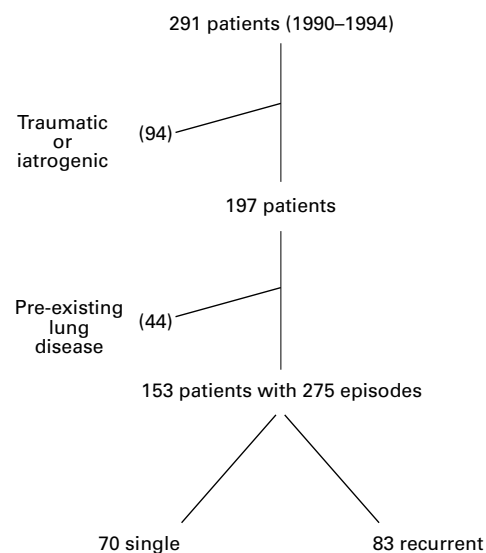 291 patients (1990–1994)
Traumatic
or
iatrogenic
(94)
197 patients
Pre-existing
lung
disease
(44)
153 patients with 275 episodes
70 single
83 recurrent